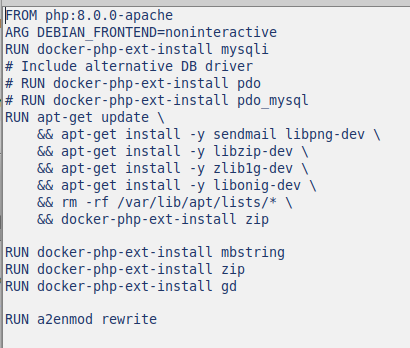 FROM php:8.0.0-apache
ARG DEBIAN_FRONTEND=noninteractive
RUN docker-php-ext-install mysqli
# Include alternative DB driver
# RUN docker-php-ext-install pdo
# RUN docker-php-ext-install pdo_mysql
RUN apt-get update \
    && apt-get install -y sendmail libpng-dev \
    && apt-get install -y libzip-dev \
    && apt-get install -y zlib1g-dev \
    && apt-get install -y libonig-dev \
    && rm -rf /var/lib/apt/lists/* \
    && docker-php-ext-install zip

RUN docker-php-ext-install mbstring
RUN docker-php-ext-install zip
RUN docker-php-ext-install gd

RUN a2enmod rewrite